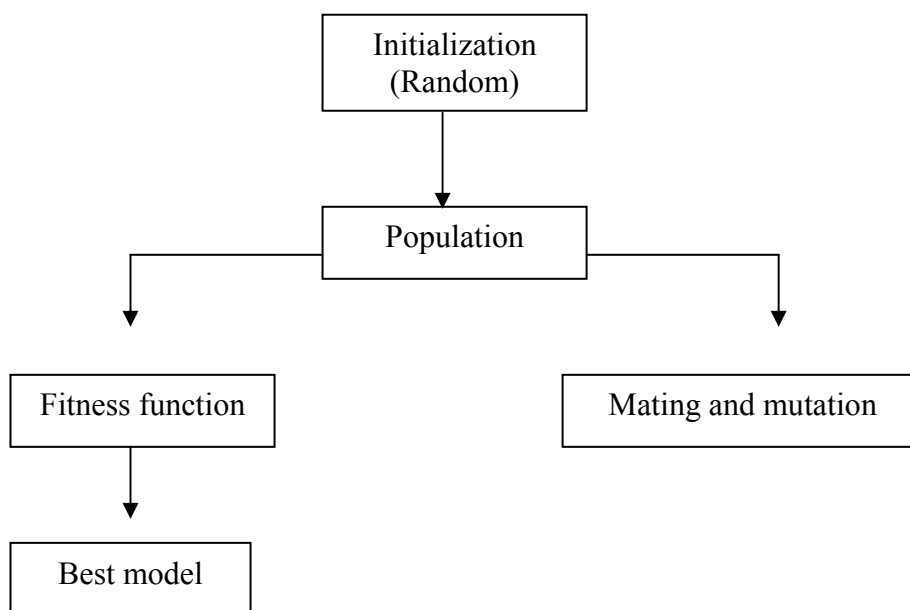 Initialization
(Random)
Population
Fitness function
Mating and mutation
Best model